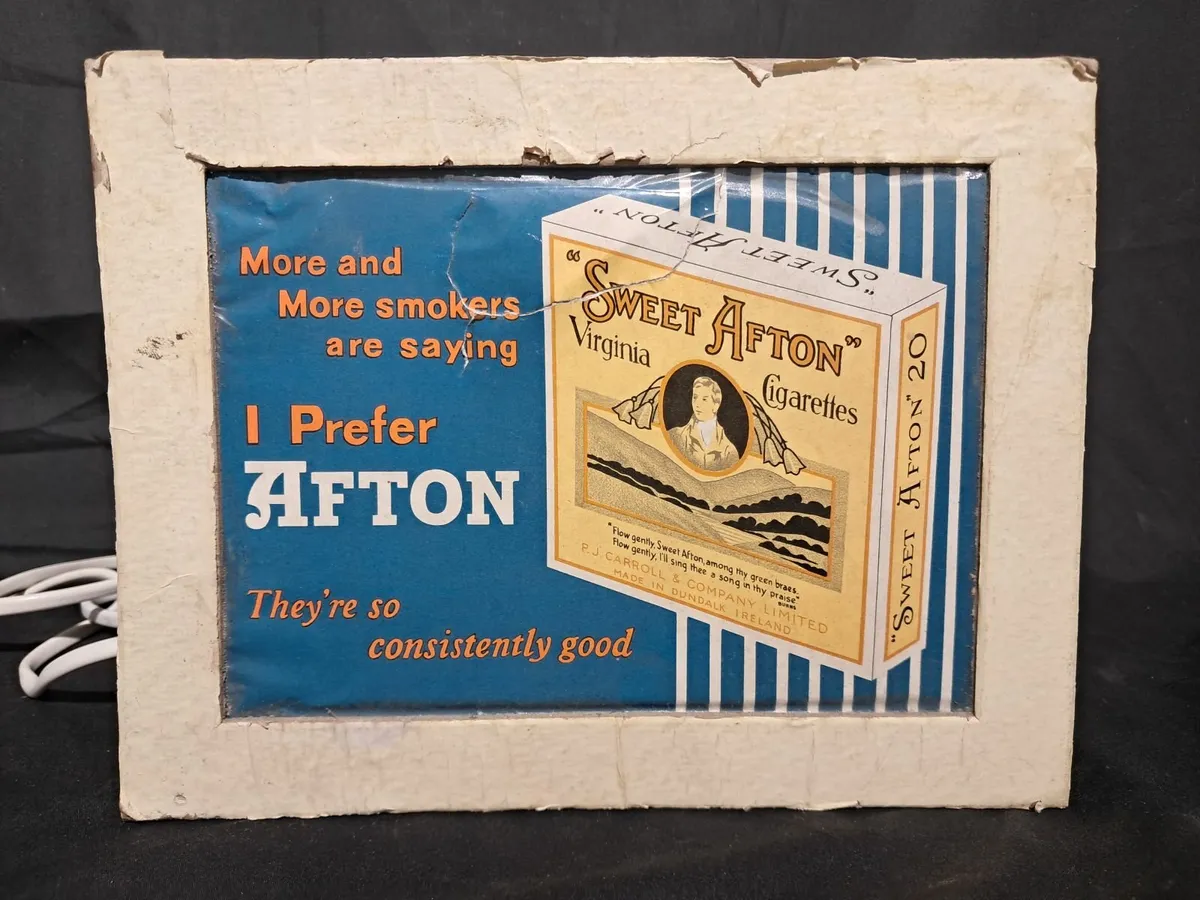 More and
More smokers
are saying
I Prefer
AFTON
They're so
consistently good
"SWEET AFTON"
"SWEET AFTON"
Virginia
Cigarettes
"Flow gently, Sweet Afton, among thy green braes.
Flow gently, I'll sing thee a song in thy praise"
BURNS
P.J. CARROLL & COMPANY LIMITED
MADE IN DUNDALK IRELAND
"SWEET AFTON" 20